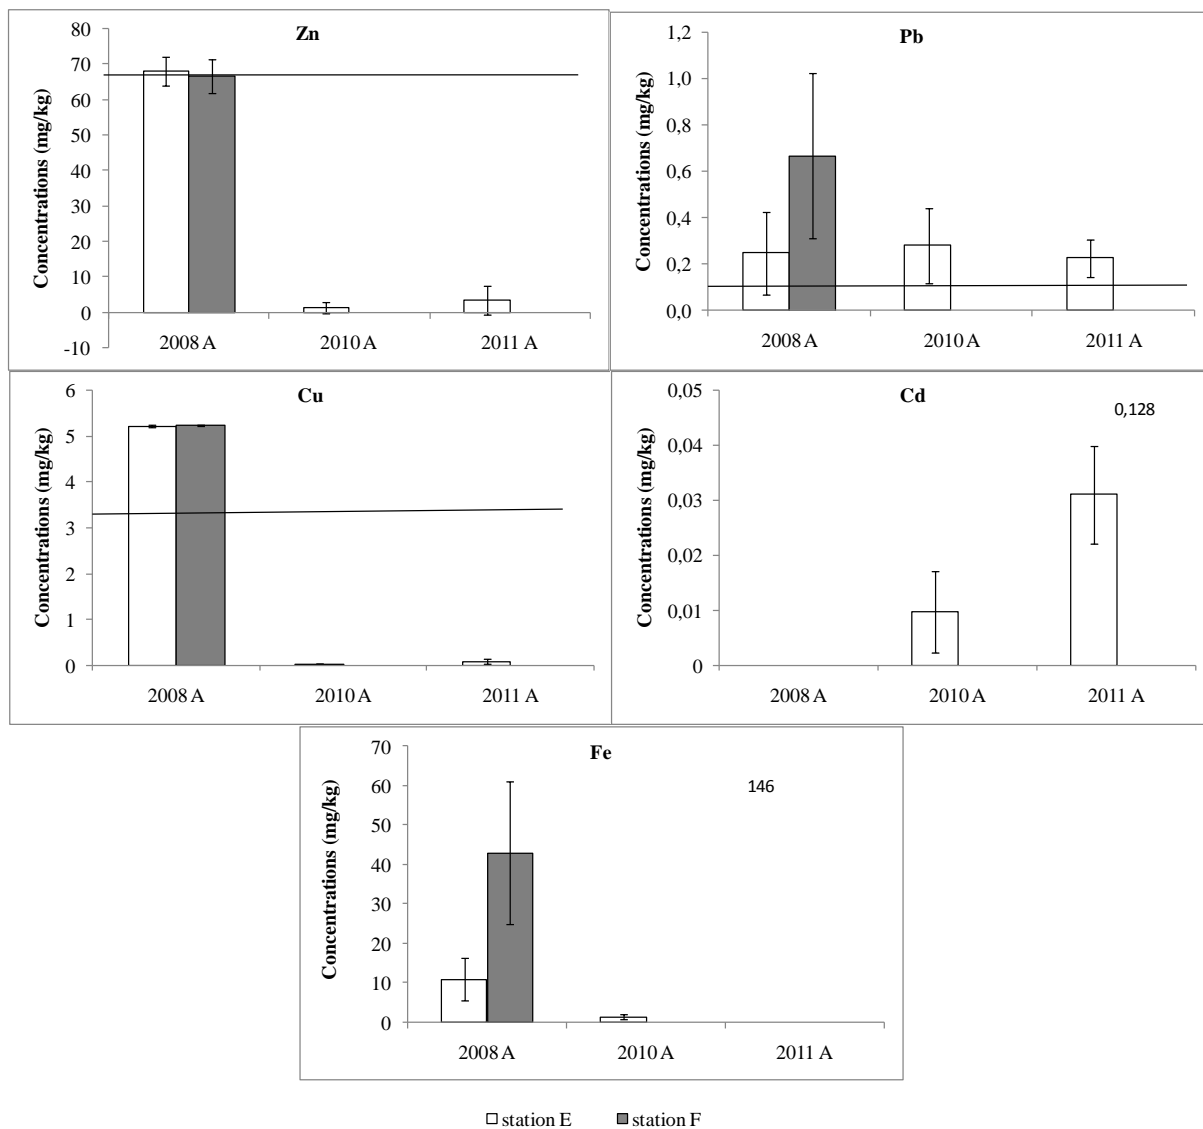 Zn
Concentrations (mg/kg)
80
70
60
50
40
30
20
10
0
-10
2008 A 2010 A 2011 A
Pb
Concentrations (mg/kg)
1,2
1,0
0,8
0,6
0,4
0,2
0,0
2008 A 2010 A 2011 A
Cu
Concentrations (mg/kg)
6
5
4
3
2
1
0
2008 A 2010 A 2011 A
Cd
0,128
Concentrations (mg/kg)
0,05
0,04
0,03
0,02
0,01
0
2008 A 2010 A 2011 A
Fe
146
Concentrations (mg/kg)
70
60
50
40
30
20
10
0
2008 A 2010 A 2011 A
station E station F